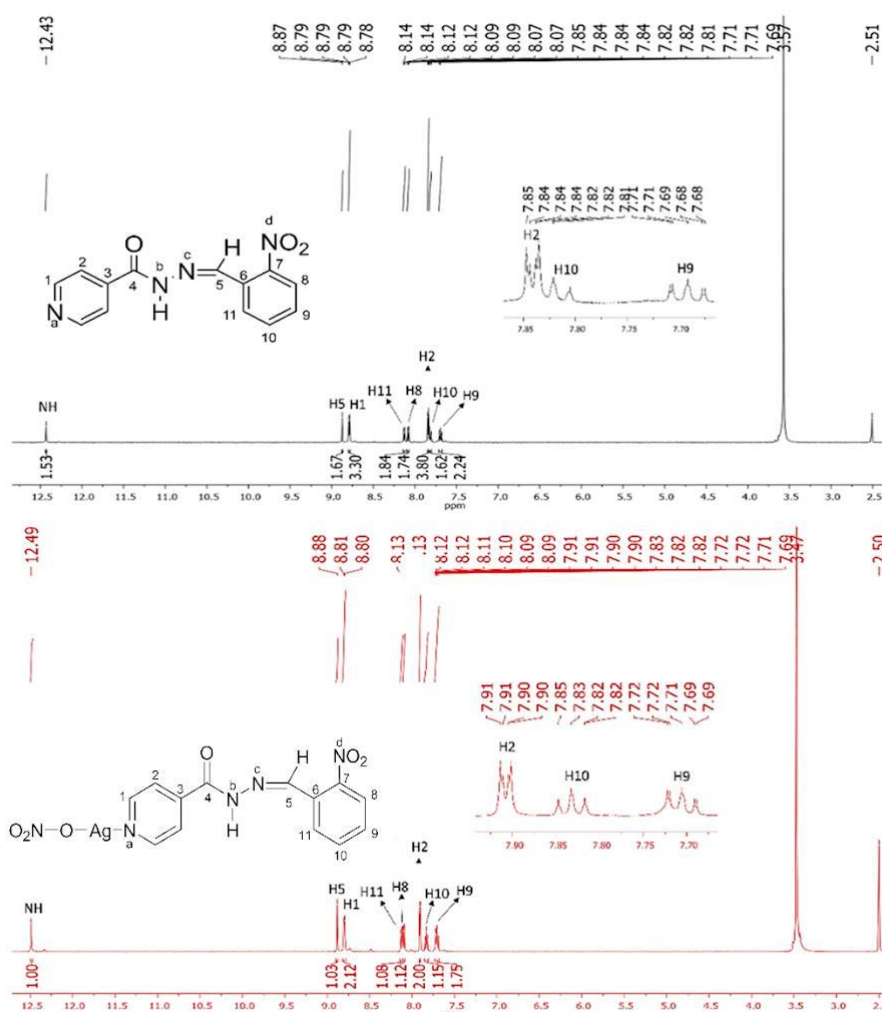 12.43
8.87 8.79 8.79 8.79 8.78 8.14 8.14 8.12 8.12 8.09 8.09 8.07 8.07 7.85 7.84 7.84 7.84 7.82 7.82 7.81 7.71 7.71 7.69 3.57
2.51
7.85 7.84 7.84 7.84 7.82 7.82 7.81 7.71 7.71 7.69 7.68 7.68
H2
H10
H9
7.85 7.80 7.75 7.70
O
2
1
3
4
N
a
b
N
H
c
N
H
5
d
NO₂
6
7
8
9
10
11
H2
NH
H5
H1
H11
H8
H10
H9
1.53
1.67
3.30
1.84
1.74
3.80
1.62
2.24
12.5 12.0 11.5 11.0 10.5 10.0 9.5 9.0 8.5 8.0 7.5 7.0 6.5 6.0 5.5 5.0 4.5 4.0 3.5 3.0 2.5
ppm
12.49
8.88 8.81 8.80 8.13 .13 8.12 8.12 8.11 8.10 8.09 8.09 7.91 7.91 7.90 7.90 7.83 7.82 7.82 7.72 7.72 7.71 7.69 3.47
2.50
7.91 7.91 7.90 7.90 7.85 7.83 7.82 7.82 7.72 7.72 7.71 7.69 7.69
H2
H10
H9
7.90 7.85 7.80 7.75 7.70
O₂N
O
Ag
N
a
O
2
1
3
4
b
N
H
c
N
H
5
d
NO₂
6
7
8
9
10
11
H2
NH
H5
H1
H11
H8
H10
H9
1.00
1.03
2.12
1.08
1.12
2.00
1.15
1.75
12.5 12.0 11.5 11.0 10.5 10.0 9.5 9.0 8.5 8.0 7.5 7.0 6.5 6.0 5.5 5.0 4.5 4.0 3.5 3.0 2.5